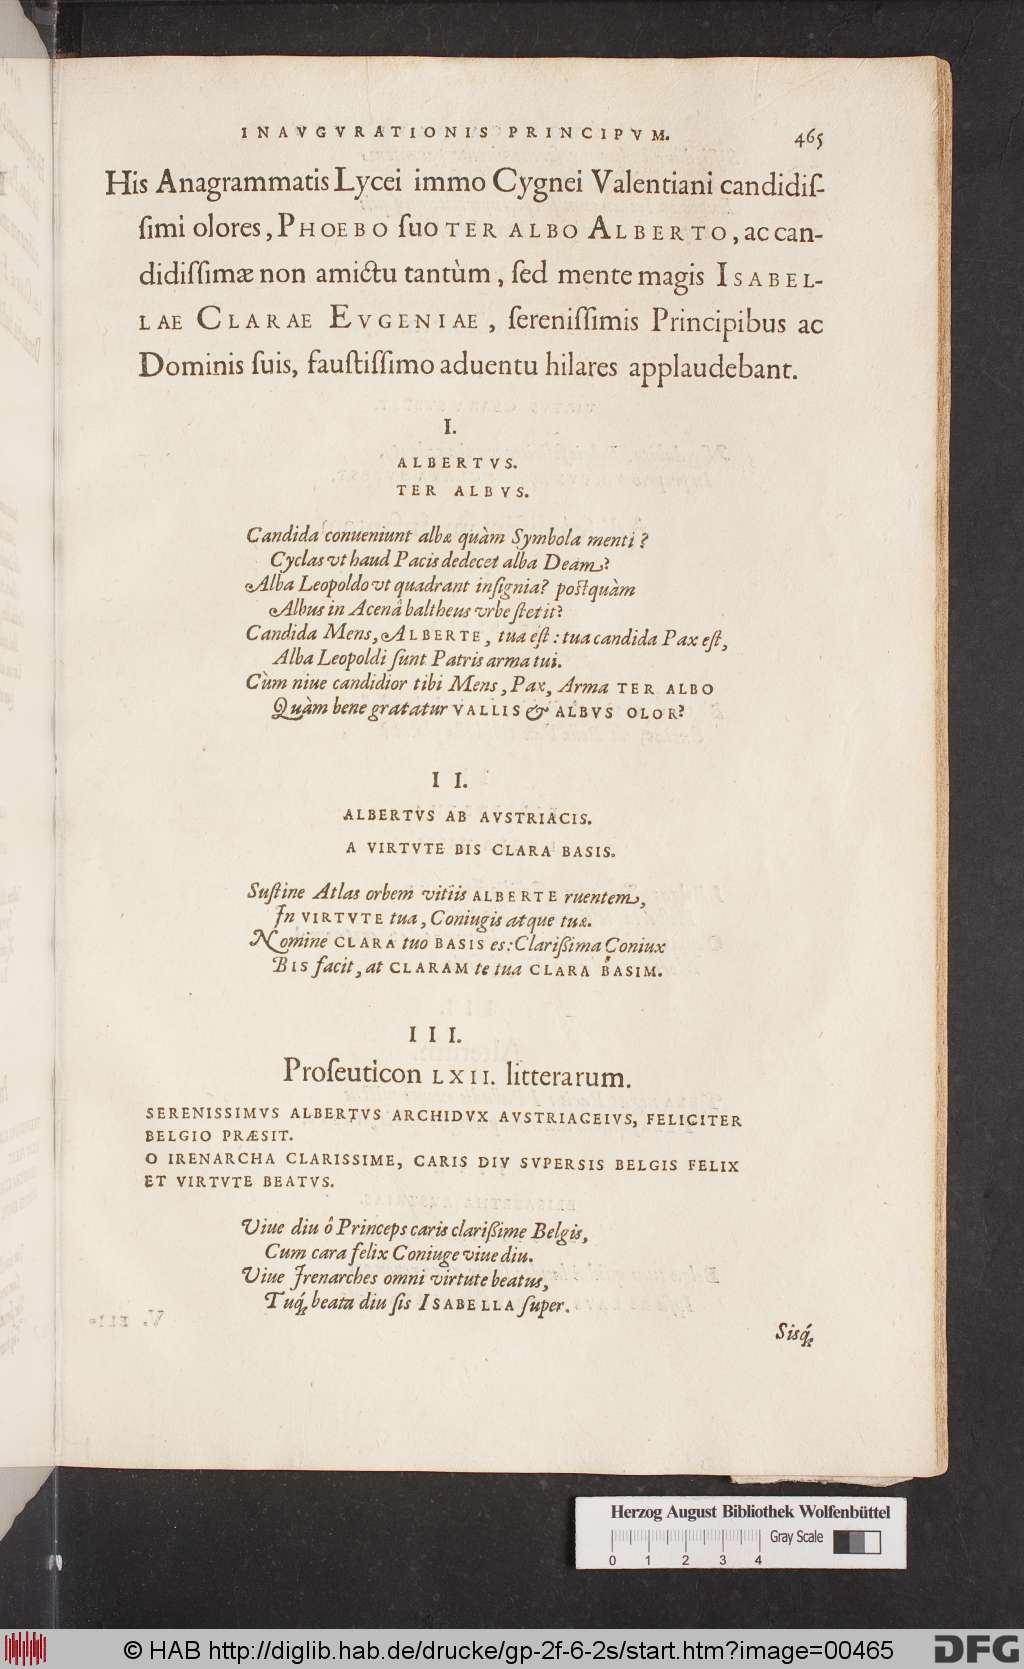 INAVGVRATIONIS PRINCIPVM. 465
His Anagrammatis Lycei immo Cygnei Valentiani candidiſ-
ſimi olores, PHOEBO ſuo TER ALBO ALBERTO, ac can-
didiſſimæ non amictu tantùm, ſed mente magis ISABEL-
LAE CLARAE EVGENIAE, ſereniſſimis Principibus ac
Dominis ſuis, fauſtiſſimo aduentu hilares applaudebant.
I.
ALBERTVS.
TER ALBVS.
Candida conueniunt albæ quàm Symbola menti?
Cyclas vt haud Pacis dedecet alba Deam?
Alba Leopoldo vt quadrant inſignia? poſtquàm
Albus in Acenâ baltheus vrbe ſtetit?
Candida Mens, ALBERTE, tua eſt: tua candida Pax eſt,
Alba Leopoldi ſunt Patris arma tui.
Cùm niue candidior tibi Mens, Pax, Arma TER ALBO
Quàm bene gratatur VALLIS & ALBVS OLOR?
II.
ALBERTVS AB AVSTRIACIS.
A VIRTVTE BIS CLARA BASIS.
Suſtine Atlas orbem vitiis ALBERTE ruentem,
In VIRTVTE tua, Coniugis atque tuæ.
Nomine CLARA tuo BASIS es: Clarißima Coniux
BIS facit, at CLARAM te tua CLARA BASIM.
III.
Proſeuticon LXII. litterarum.
SERENISSIMVS ALBERTVS ARCHIDVX AVSTRIACEIVS, FELICITER
BELGIO PRÆSIT.
O IRENARCHA CLARISSIME, CARIS DIV SVPERSIS BELGIS FELIX
ET VIRTVTE BEATVS.
Viue diu ô Princeps caris clarißime Belgis,
Cum cara felix Coniuge viue diu.
Viue Irenarches omni virtute beatus,
Tuq́; beata diu ſis ISABELLA ſuper.
Sisq́;
Herzog August Bibliothek Wolfenbüttel
Gray Scale
0 1 2 3 4
© HAB http://diglib.hab.de/drucke/gp-2f-6-2s/start.htm?image=00465
DFG